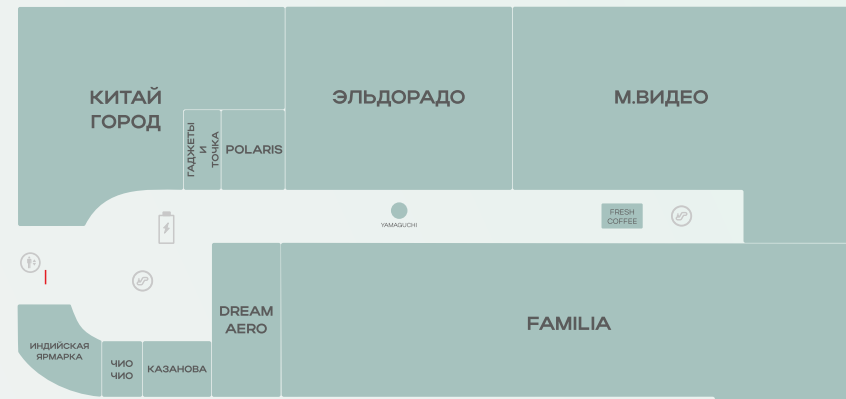 КИТАЙ
ГОРОД
ЭЛЬДОРАДО
М.ВИДЕО
ГАДЖЕТЫ
И
ТОЧКА
POLARIS
YAMAGUCHI
FRESH
COFFEE
DREAM
AERO
FAMILIA
ИНДИЙСКАЯ
ЯРМАРКА
ЧИО
ЧИО
КАЗАНОВА